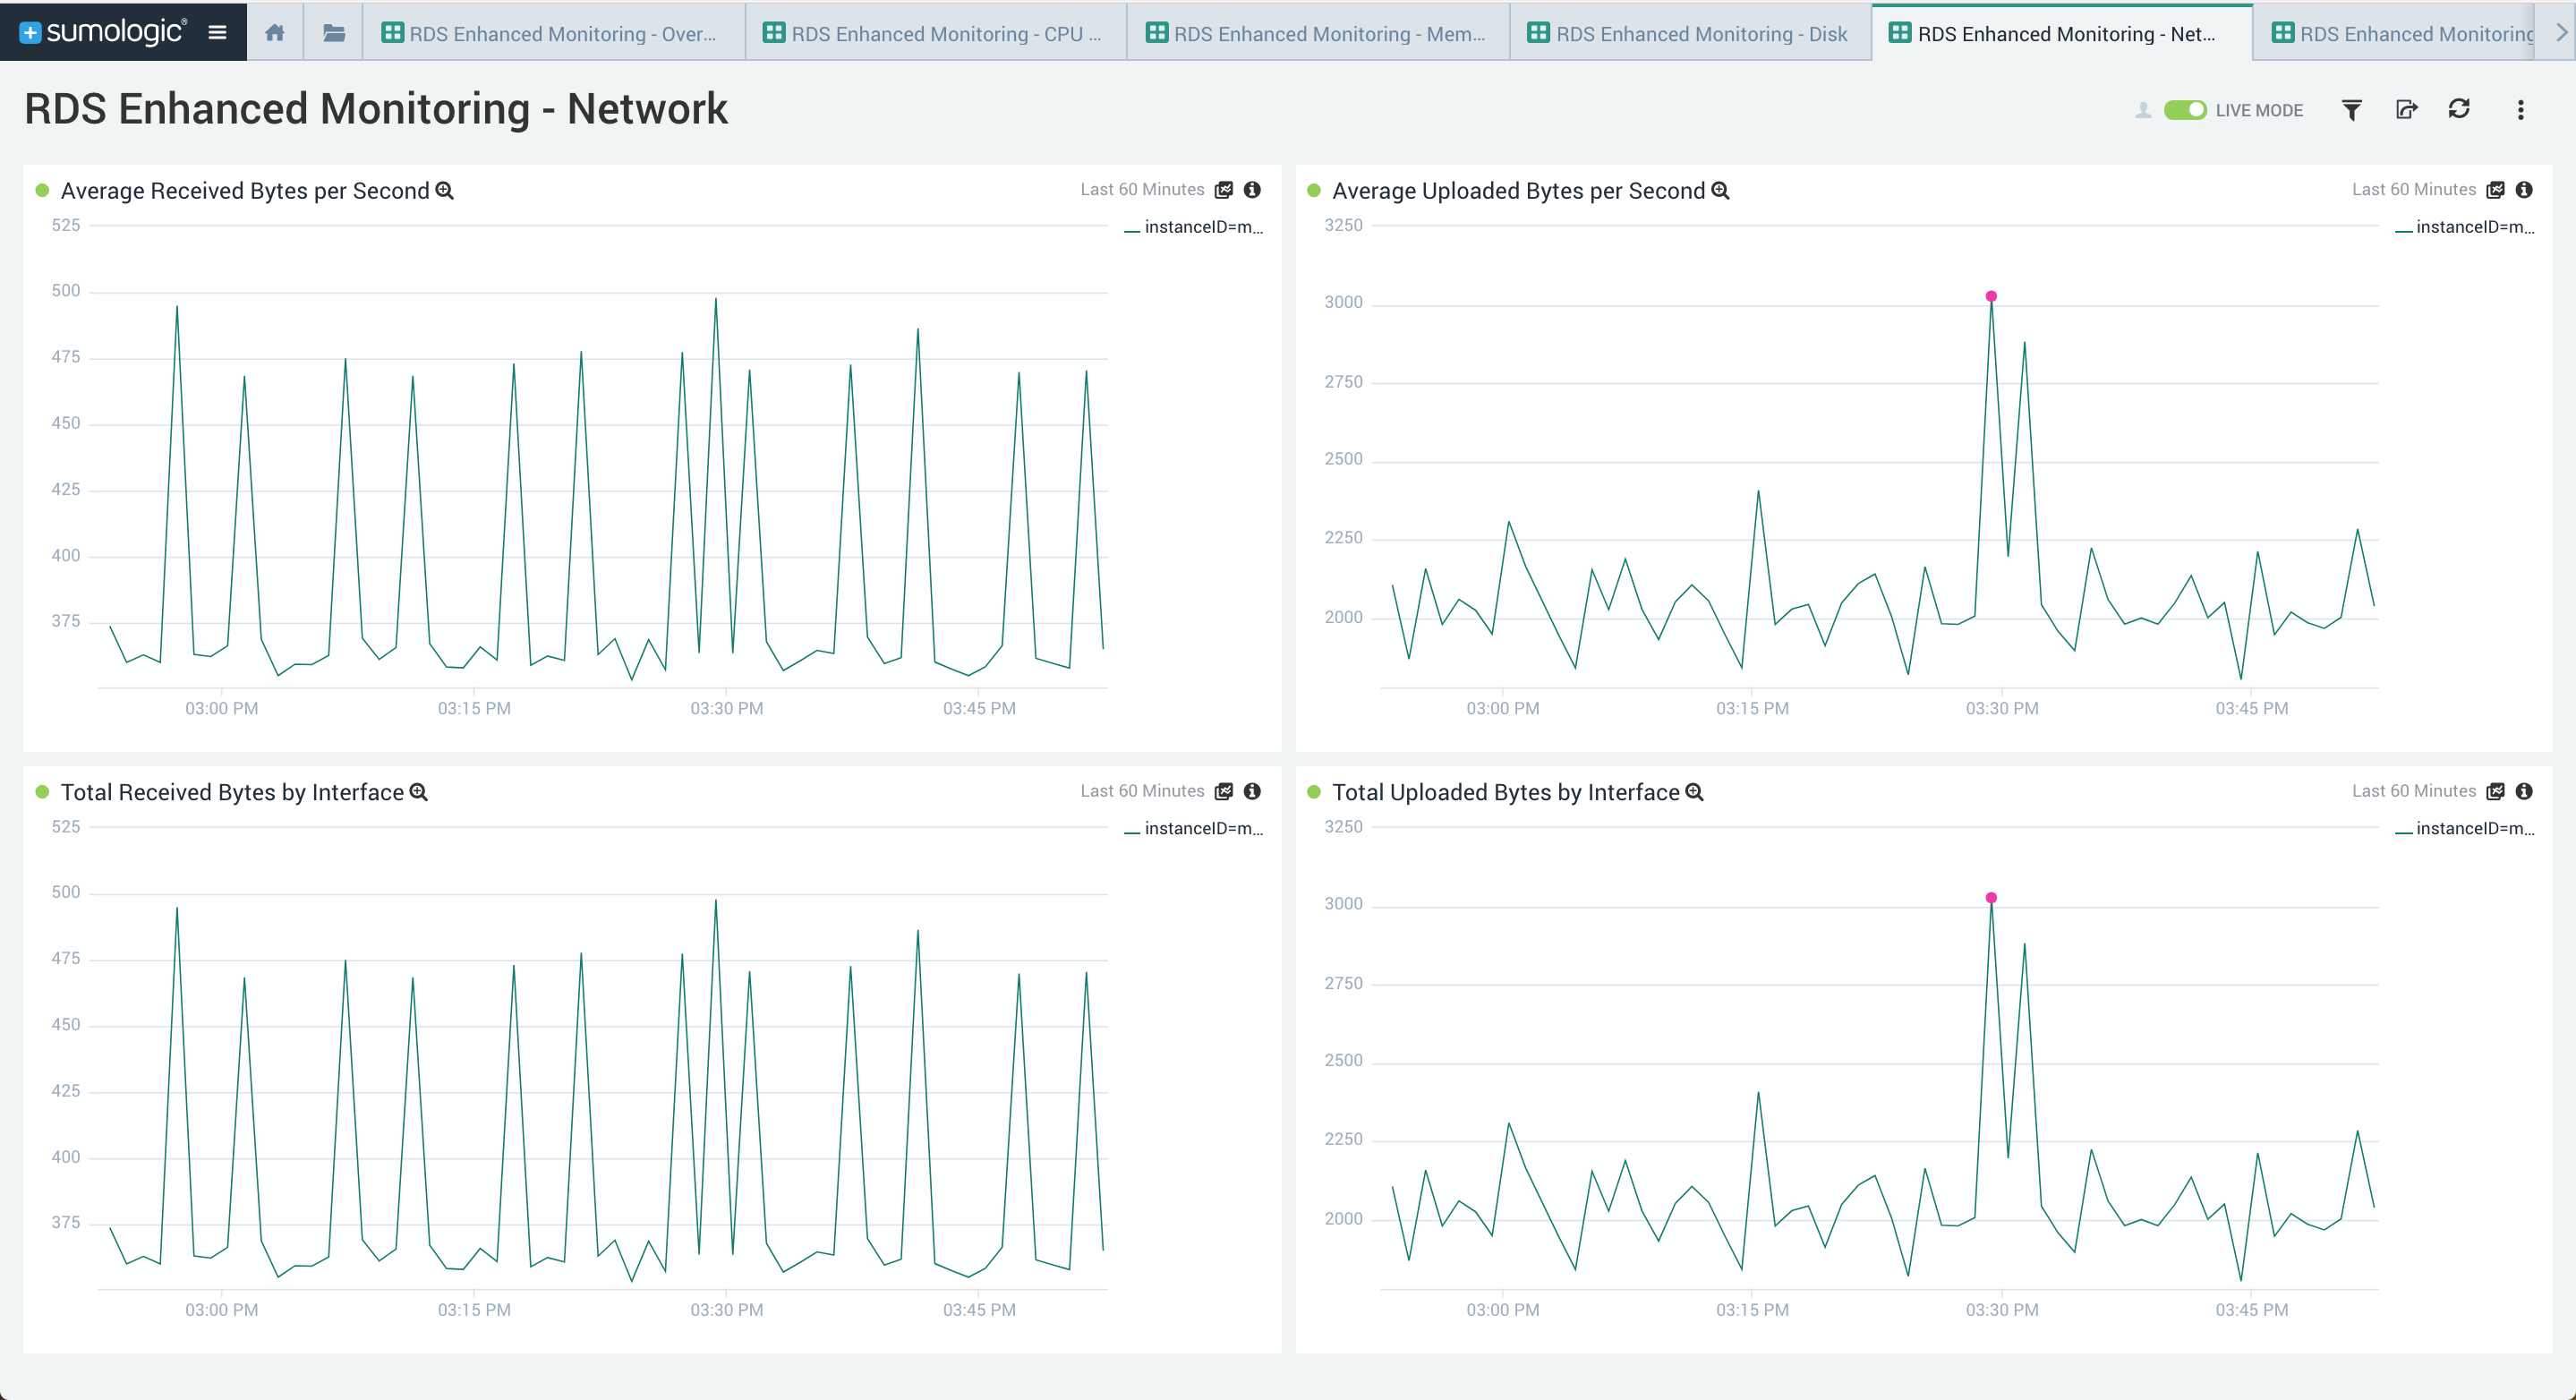 sumologic®
RDS Enhanced Monitoring - Over...
RDS Enhanced Monitoring - CPU ...
RDS Enhanced Monitoring - Mem...
RDS Enhanced Monitoring - Disk
RDS Enhanced Monitoring - Net...
RDS Enhanced Monitoring
RDS Enhanced Monitoring - Network
LIVE MODE
Average Received Bytes per Second
Last 60 Minutes
525
500
475
450
425
400
375
03:00 PM
03:15 PM
03:30 PM
03:45 PM
instanceID=m...
Average Uploaded Bytes per Second
Last 60 Minutes
3250
3000
2750
2500
2250
2000
03:00 PM
03:15 PM
03:30 PM
03:45 PM
instanceID=m...
Total Received Bytes by Interface
Last 60 Minutes
525
500
475
450
425
400
375
03:00 PM
03:15 PM
03:30 PM
03:45 PM
instanceID=m...
Total Uploaded Bytes by Interface
Last 60 Minutes
3250
3000
2750
2500
2250
2000
03:00 PM
03:15 PM
03:30 PM
03:45 PM
instanceID=m...